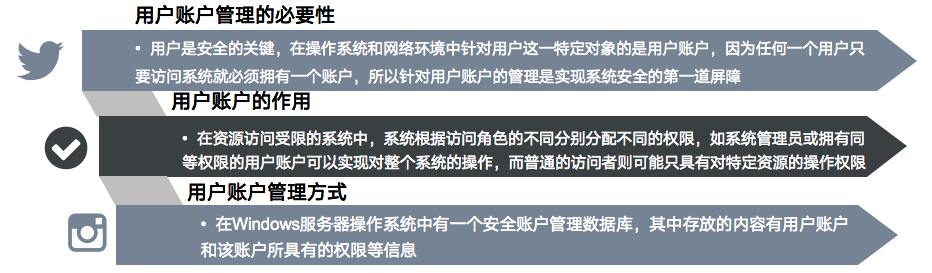 用户账户管理的必要性
• 用户是安全的关键，在操作系统和网络环境中针对用户这一特定对象的是用户账户，因为任何一个用户只
要访问系统就必须拥有一个账户，所以针对用户账户的管理是实现系统安全的第一道屏障
用户账户的作用
• 在资源访问受限的系统中，系统根据访问角色的不同分别分配不同的权限，如系统管理员或拥有同
等权限的用户账户可以实现对整个系统的操作，而普通的访问者则可能只具有对特定资源的操作权限
用户账户管理方式
• 在Windows服务器操作系统中有一个安全账户管理数据库，其中存放的内容有用户账户
和该账户所具有的权限等信息